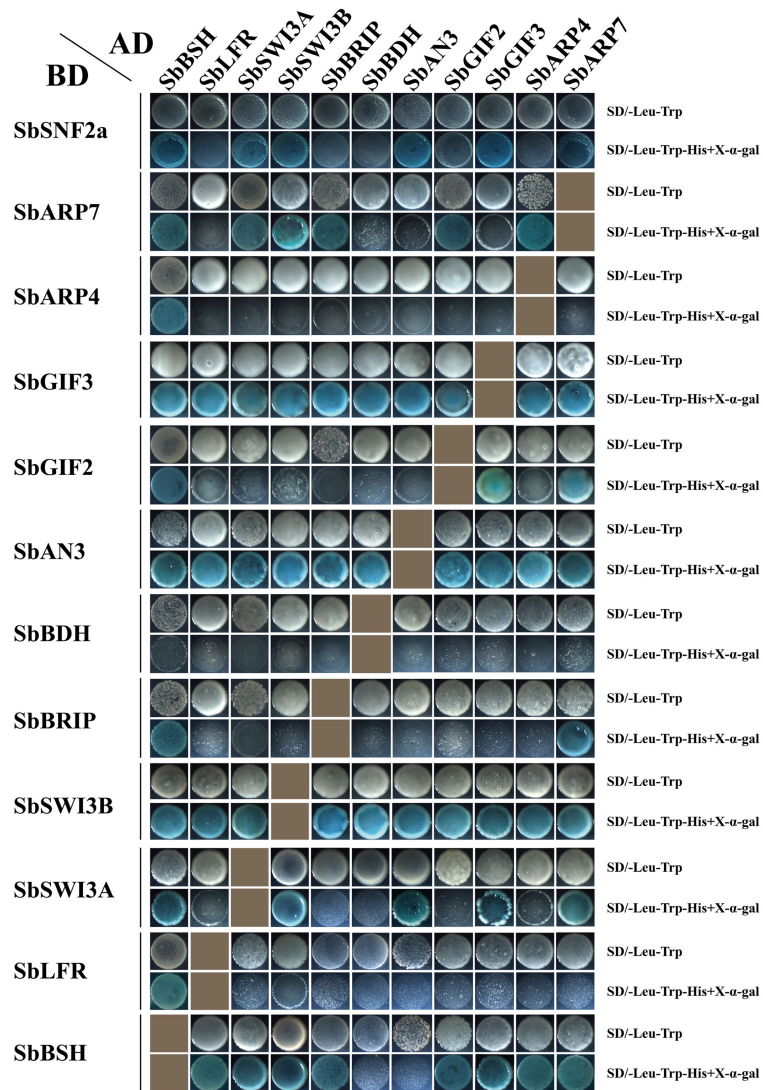 AD
BD
SbBSH SbLFR SbSWI3A SbSWI3B SbBRIP SbBDH SbAN3 SbGIF2 SbGIF3 SbARP4 SbARP7
SbSNF2a
SD/-Leu-Trp
SD/-Leu-Trp-His+X-α-gal
SbARP7
SD/-Leu-Trp
SD/-Leu-Trp-His+X-α-gal
SbARP4
SD/-Leu-Trp
SD/-Leu-Trp-His+X-α-gal
SbGIF3
SD/-Leu-Trp
SD/-Leu-Trp-His+X-α-gal
SbGIF2
SD/-Leu-Trp
SD/-Leu-Trp-His+X-α-gal
SbAN3
SD/-Leu-Trp
SD/-Leu-Trp-His+X-α-gal
SbBDH
SD/-Leu-Trp
SD/-Leu-Trp-His+X-α-gal
SbBRIP
SD/-Leu-Trp
SD/-Leu-Trp-His+X-α-gal
SbSWI3B
SD/-Leu-Trp
SD/-Leu-Trp-His+X-α-gal
SbSWI3A
SD/-Leu-Trp
SD/-Leu-Trp-His+X-α-gal
SbLFR
SD/-Leu-Trp
SD/-Leu-Trp-His+X-α-gal
SbBSH
SD/-Leu-Trp
SD/-Leu-Trp-His+X-α-gal